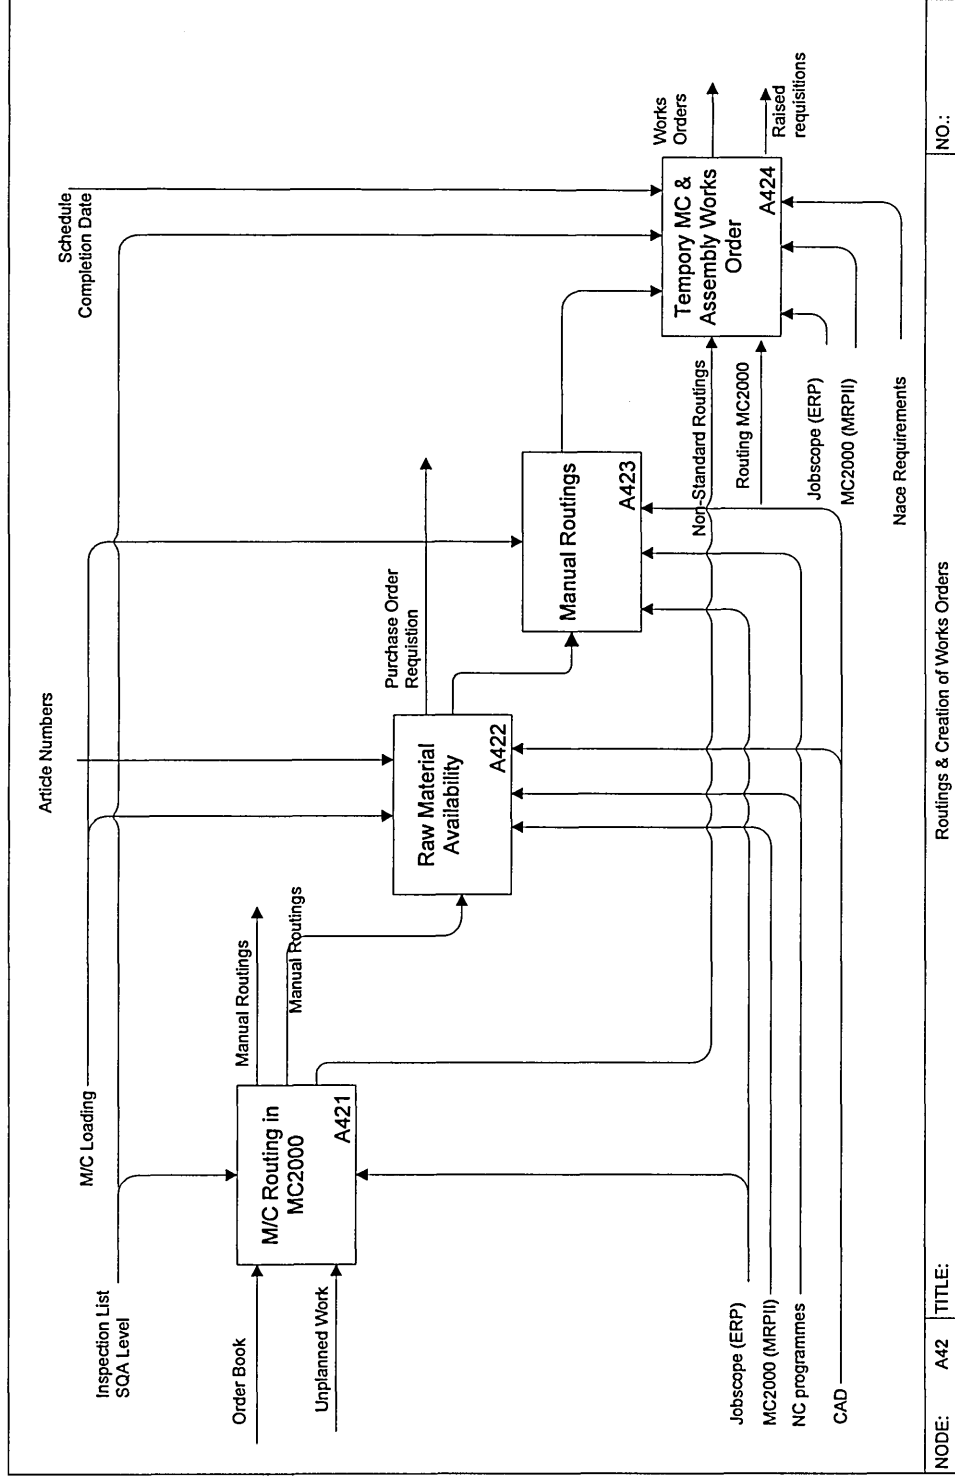 Schedule
Completion Date
Article Numbers
M/C Loading
Inspection List
SQA Level
Works
Orders
Raised
requisitions
Tempory MC &
Assembly Works
Order
A424
Purchase Order
Requistion
Manual Routings
A423
Non-Standard Routings
Routing MC2000
Raw Material
Availability
A422
Manual Routings
Manual Routings
M/C Routing in
MC2000
A421
Order Book
Unplanned Work
Jobscope (ERP)
MC2000 (MRPII)
Nace Requirements
Jobscope (ERP)
MC2000 (MRPII)
NC programmes
CAD
NODE: A42 TITLE: Routings & Creation of Works Orders NO.: